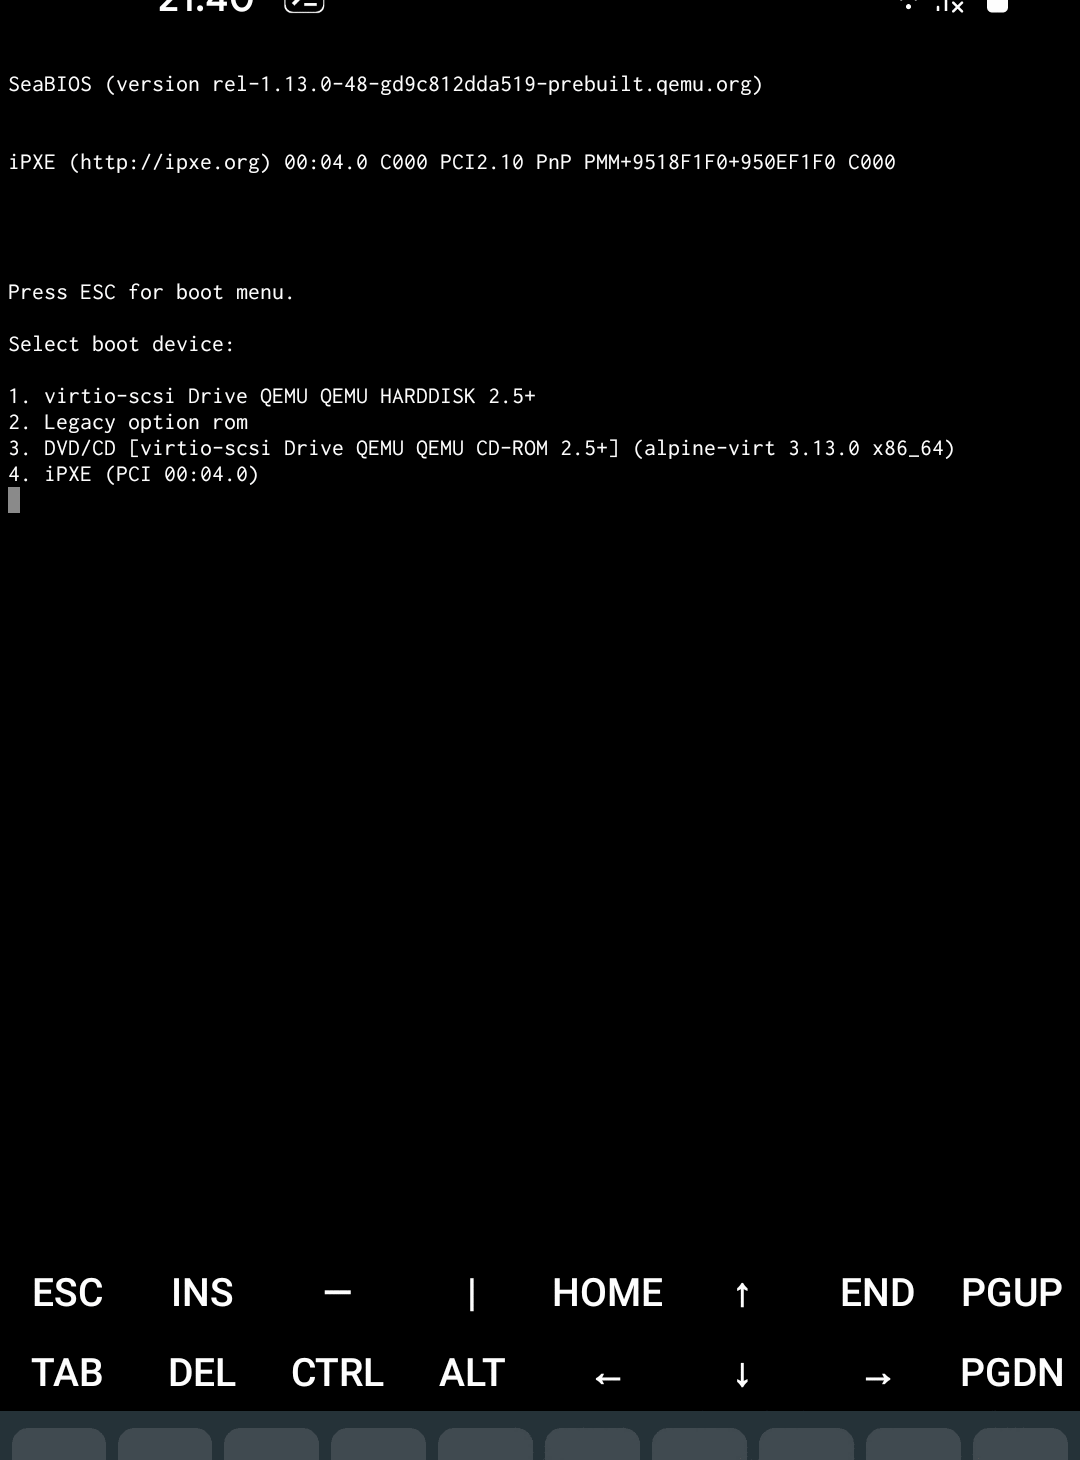 21:40
SeaBIOS (version rel-1.13.0-48-gd9c812dda519-prebuilt.qemu.org)
iPXE (http://ipxe.org) 00:04.0 C000 PCI2.10 PnP PMM+9518F1F0+950EF1F0 C000
Press ESC for boot menu.
Select boot device:
1. virtio-scsi Drive QEMU QEMU HARDDISK 2.5+
2. Legacy option rom
3. DVD/CD [virtio-scsi Drive QEMU QEMU CD-ROM 2.5+] (alpine-virt 3.13.0 x86_64)
4. iPXE (PCI 00:04.0)
ESC INS — | HOME ↑ END PGUP
TAB DEL CTRL ALT ← ↓ → PGDN